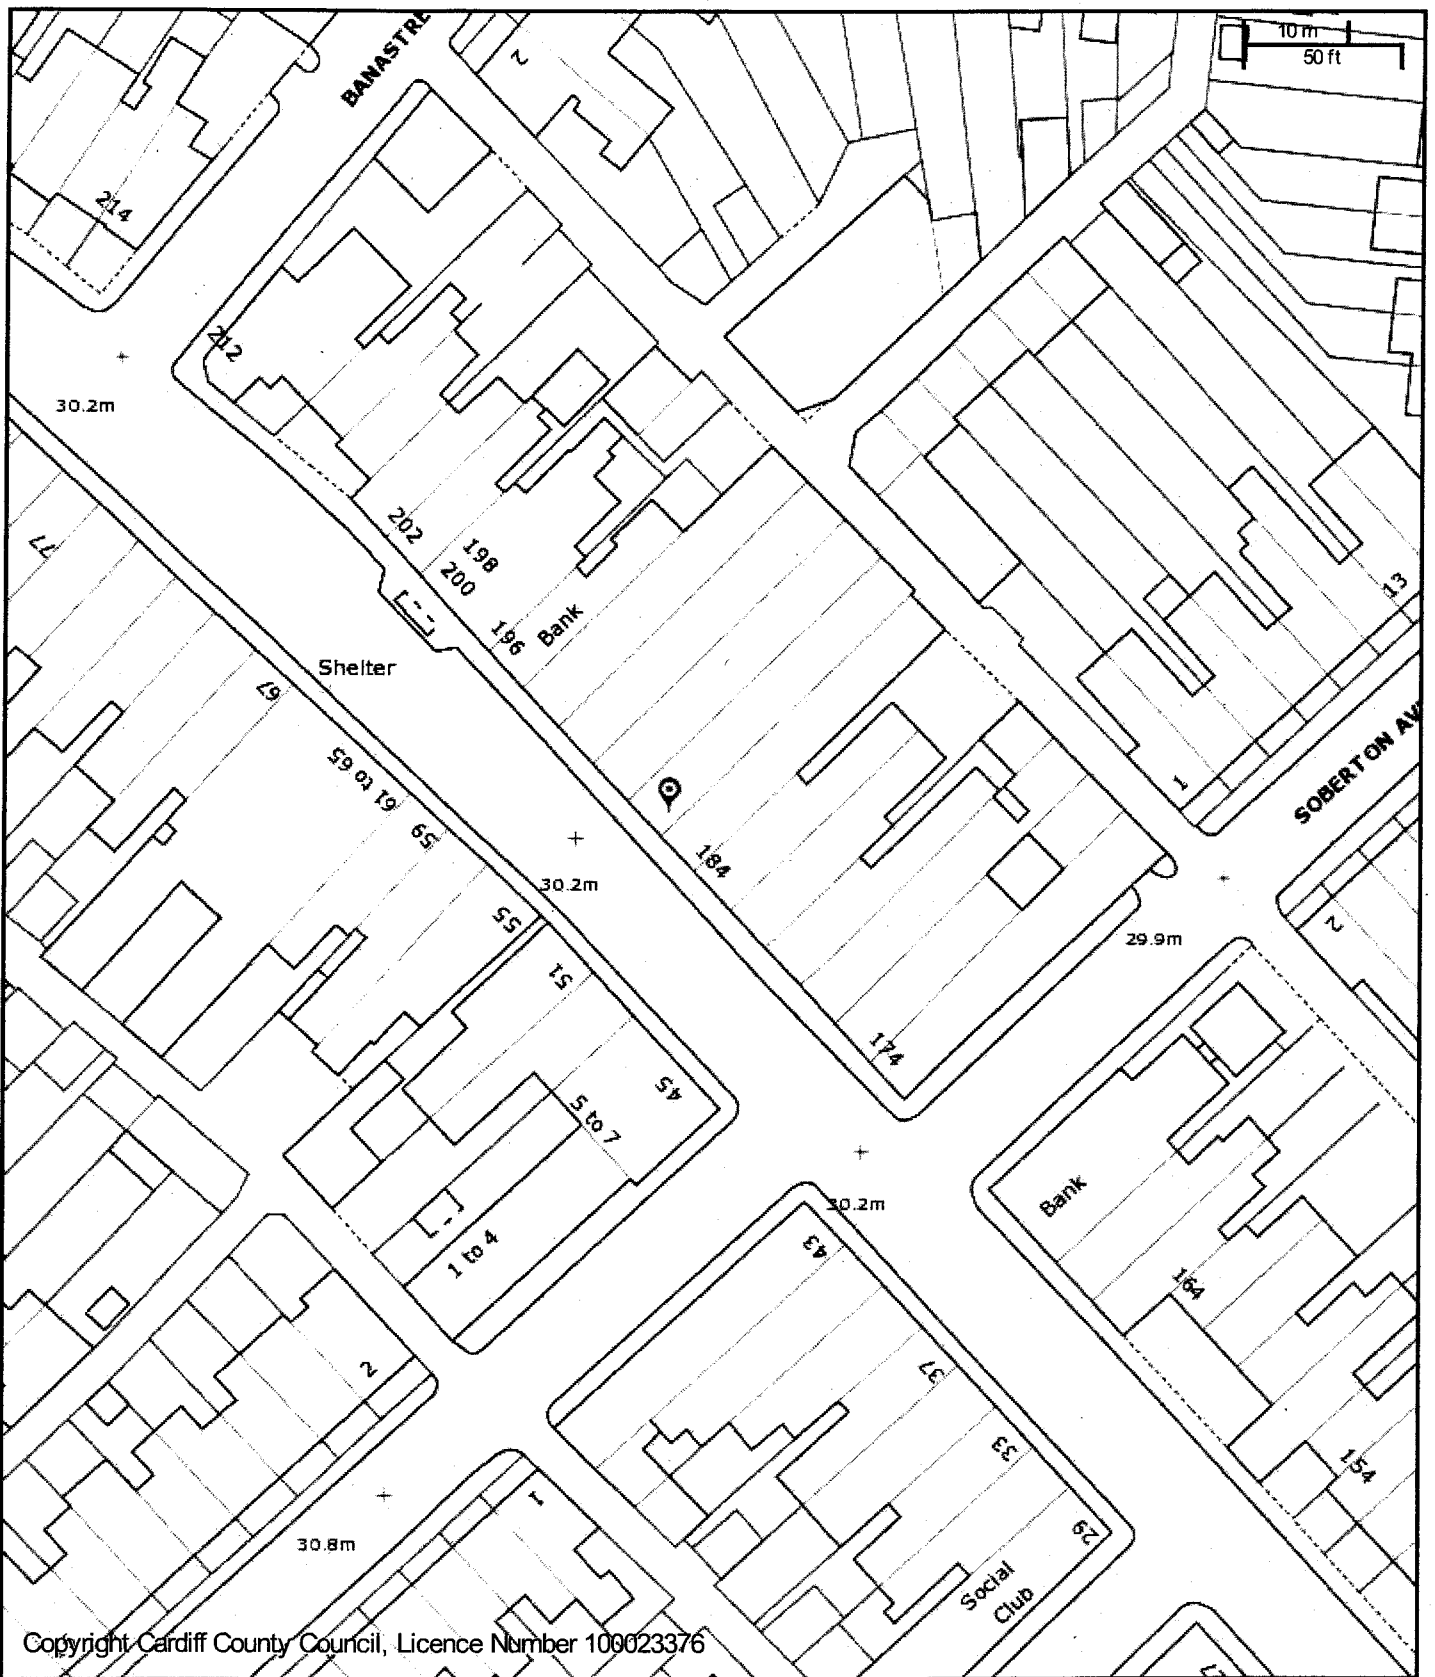 BANASTRE
2
10 m
50 ft
214
212
30.2m
77
202
198
200
196
Bank
13
Shelter
67
61 to 65
59
1
SOBERTON AV
184
30.2m
55
51
2
29.9m
174
45
5 to 7
Bank
30.2m
1 to 4
43
164
2
37
33
154
1
29
30.8m
Social
Club
27
Copyright Cardiff County Council, Licence Number 100023376